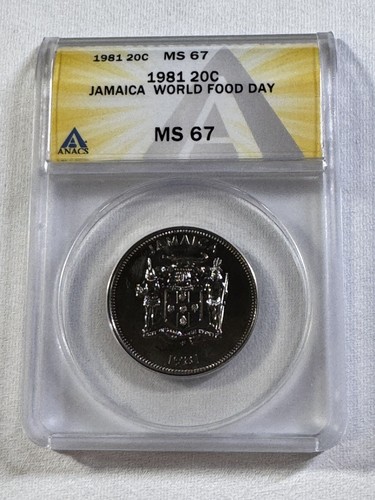 1981 20C MS 67
1981 20C
JAMAICA WORLD FOOD DAY
MS 67
ANACS
JAMAICA
1981